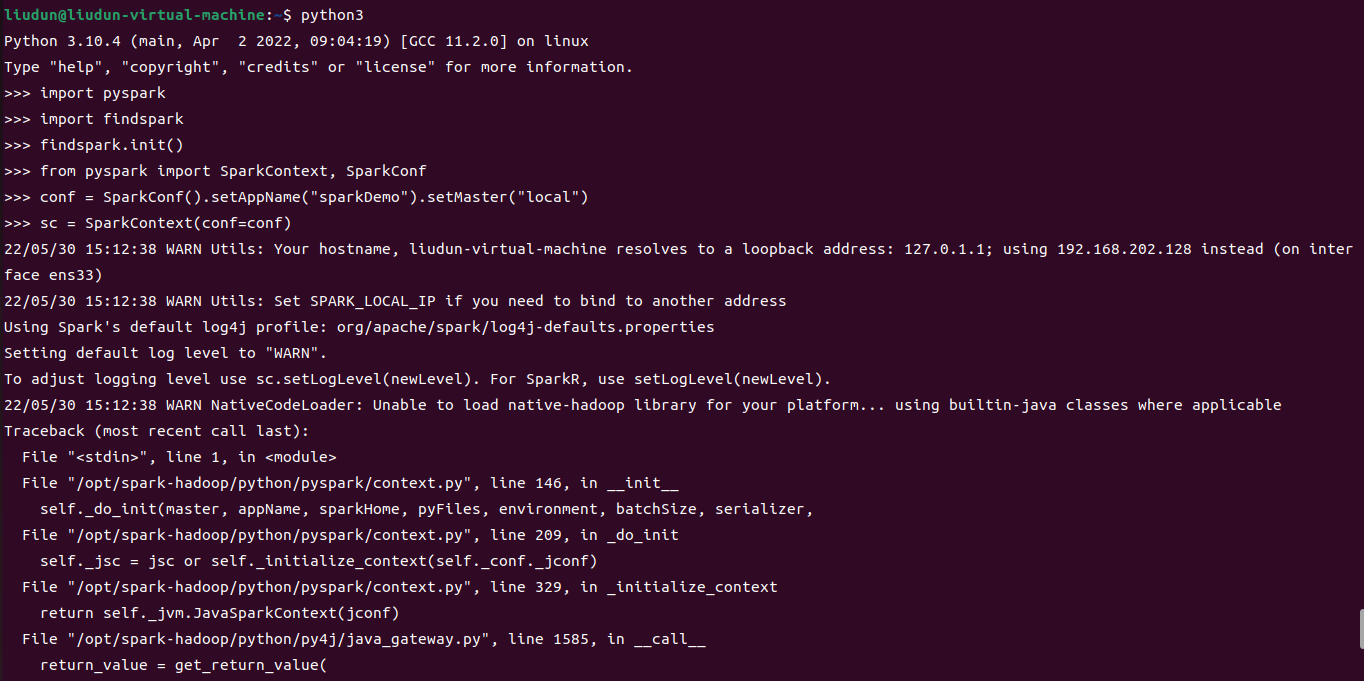 liudun@liudun-virtual-machine:~$ python3
Python 3.10.4 (main, Apr  2 2022, 09:04:19) [GCC 11.2.0] on linux
Type "help", "copyright", "credits" or "license" for more information.
>>> import pyspark
>>> import findspark
>>> findspark.init()
>>> from pyspark import SparkContext, SparkConf
>>> conf = SparkConf().setAppName("sparkDemo").setMaster("local")
>>> sc = SparkContext(conf=conf)
22/05/30 15:12:38 WARN Utils: Your hostname, liudun-virtual-machine resolves to a loopback address: 127.0.1.1; using 192.168.202.128 instead (on inter
face ens33)
22/05/30 15:12:38 WARN Utils: Set SPARK_LOCAL_IP if you need to bind to another address
Using Spark's default log4j profile: org/apache/spark/log4j-defaults.properties
Setting default log level to "WARN".
To adjust logging level use sc.setLogLevel(newLevel). For SparkR, use setLogLevel(newLevel).
22/05/30 15:12:38 WARN NativeCodeLoader: Unable to load native-hadoop library for your platform... using builtin-java classes where applicable
Traceback (most recent call last):
  File "<stdin>", line 1, in <module>
  File "/opt/spark-hadoop/python/pyspark/context.py", line 146, in __init__
    self._do_init(master, appName, sparkHome, pyFiles, environment, batchSize, serializer,
  File "/opt/spark-hadoop/python/pyspark/context.py", line 209, in _do_init
    self._jsc = jsc or self._initialize_context(self._conf._jconf)
  File "/opt/spark-hadoop/python/pyspark/context.py", line 329, in _initialize_context
    return self._jvm.JavaSparkContext(jconf)
  File "/opt/spark-hadoop/python/py4j/java_gateway.py", line 1585, in __call__
    return_value = get_return_value(